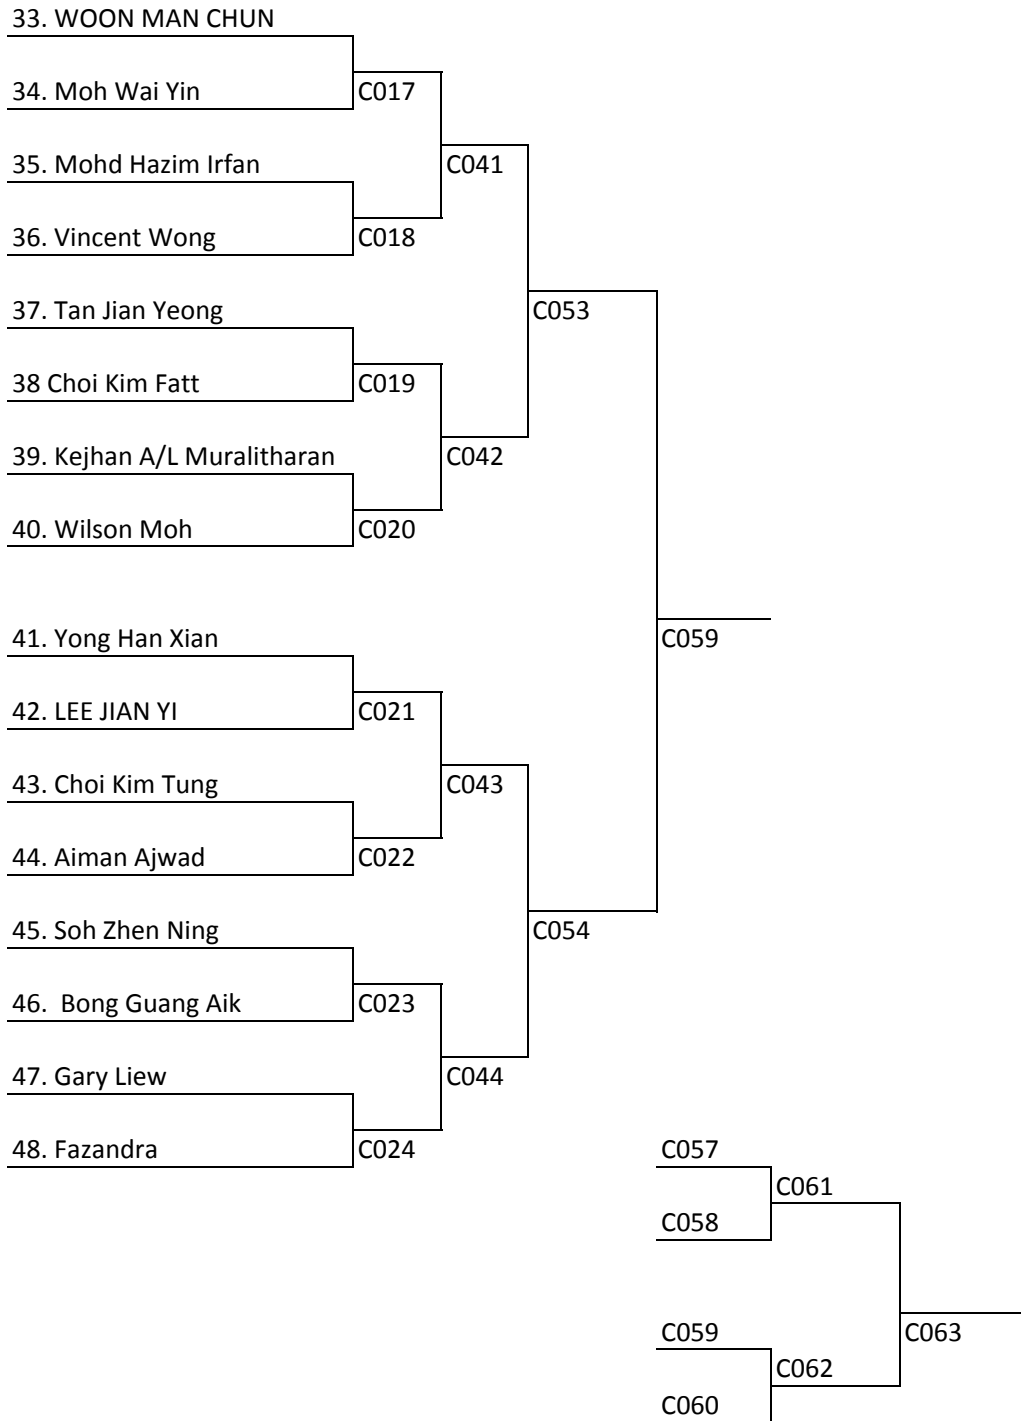 33. WOON MAN CHUN
34. Moh Wai Yin
C017
35. Mohd Hazim Irfan
C041
36. Vincent Wong
C018
37. Tan Jian Yeong
C053
38 Choi Kim Fatt
C019
39. Kejhan A/L Muralitharan
C042
40. Wilson Moh
C020
41. Yong Han Xian
C059
42. LEE JIAN YI
C021
43. Choi Kim Tung
C043
44. Aiman Ajwad
C022
45. Soh Zhen Ning
C054
46.  Bong Guang Aik
C023
47. Gary Liew
C044
48. Fazandra
C024
C057
C061
C058
C059
C063
C062
C060